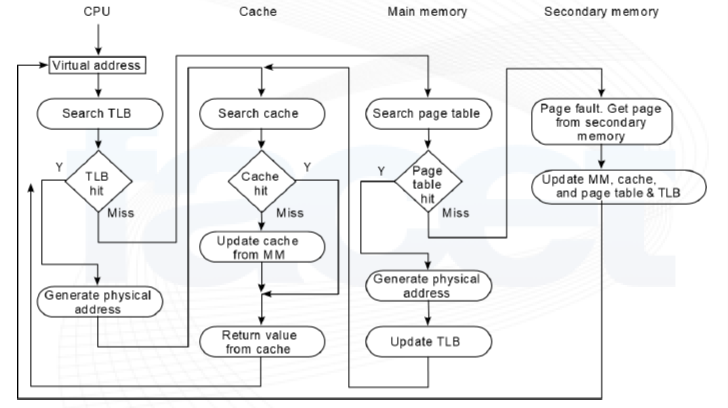 CPU
Cache
Main memory
Secondary memory
Virtual address
Search TLB
TLB
hit
Y
Miss
Generate physical
address
Search cache
Cache
hit
Y
Miss
Update cache
from MM
Return value
from cache
Search page table
Page
table
hit
Y
Miss
Generate physical
address
Update TLB
Page fault. Get page
from secondary
memory
Update MM, cache,
and page table & TLB
facet